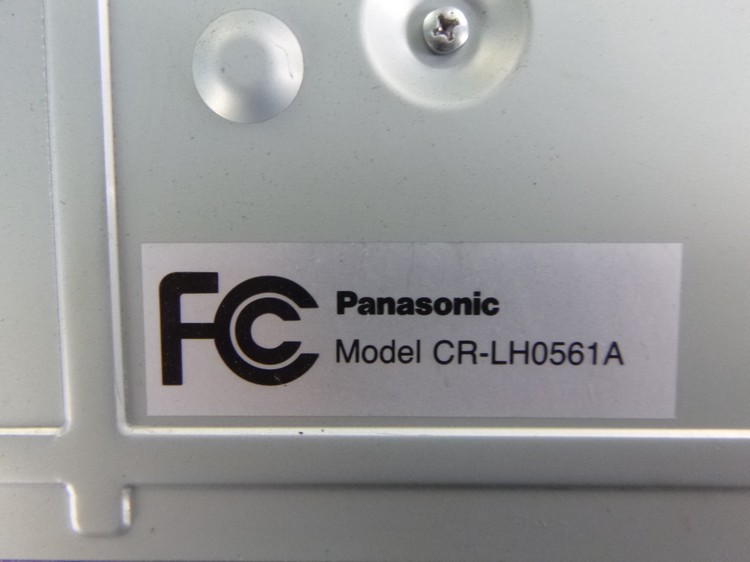 FC
Panasonic
Model CR-LH0561A